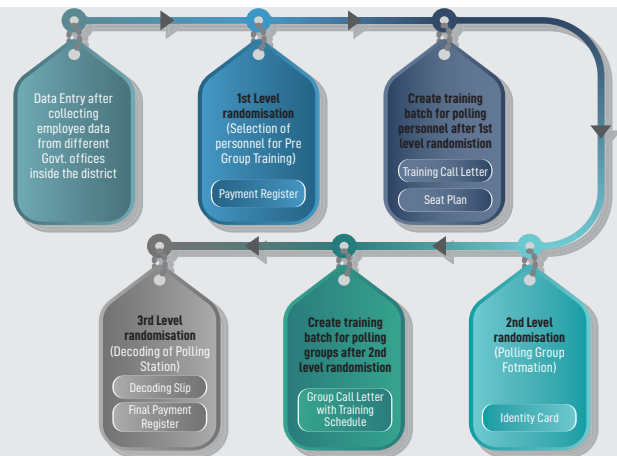 Data Entry after
collecting
employee data
from different
Govt. offices
inside the district
1st Level
randomisation
(Selection of
personnel for Pre
Group Training)
Payment Register
Create training
batch for polling
personnel after 1st
level randomistion
Training Call Letter
Seat Plan
2nd Level
randomisation
(Polling Group
Fotmation)
Identity Card
Create training
batch for polling
groups after 2nd
level randomistion
Group Call Letter
with Training
Schedule
3rd Level
randomisation
(Decoding of Polling
Station)
Decoding Slip
Final Payment
Register